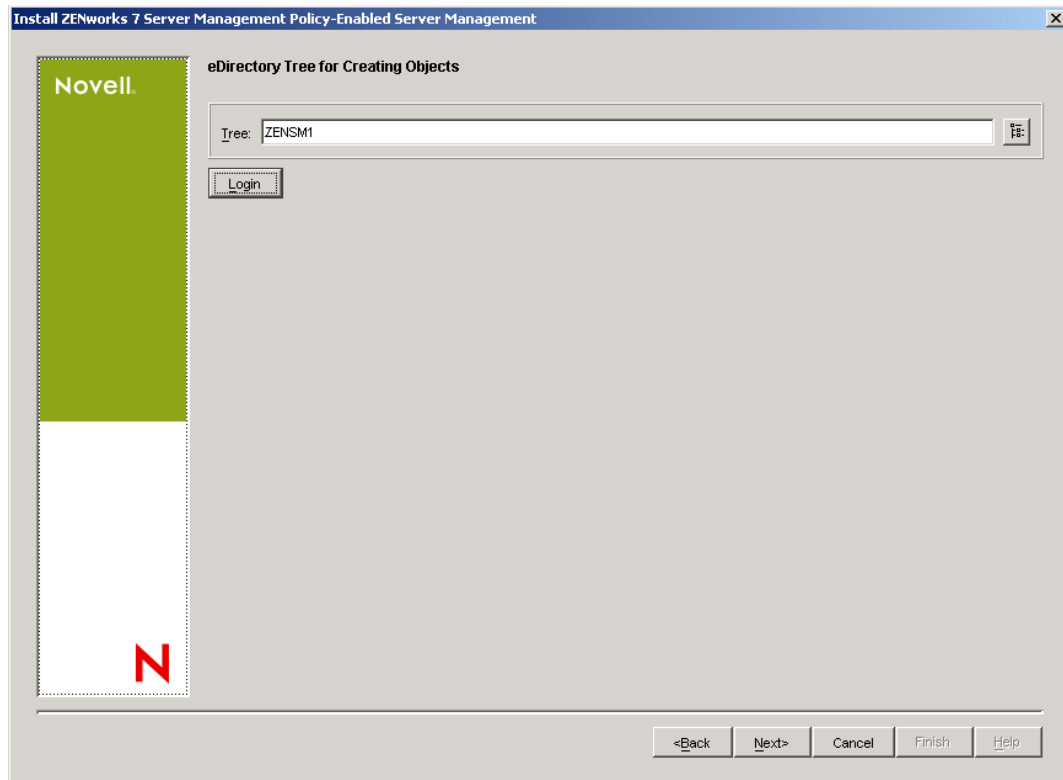 Install ZENworks 7 Server Management Policy-Enabled Server Management
Novell.
eDirectory Tree for Creating Objects
Tree: ZENSM1
Login
N
<Back Next> Cancel Finish Help